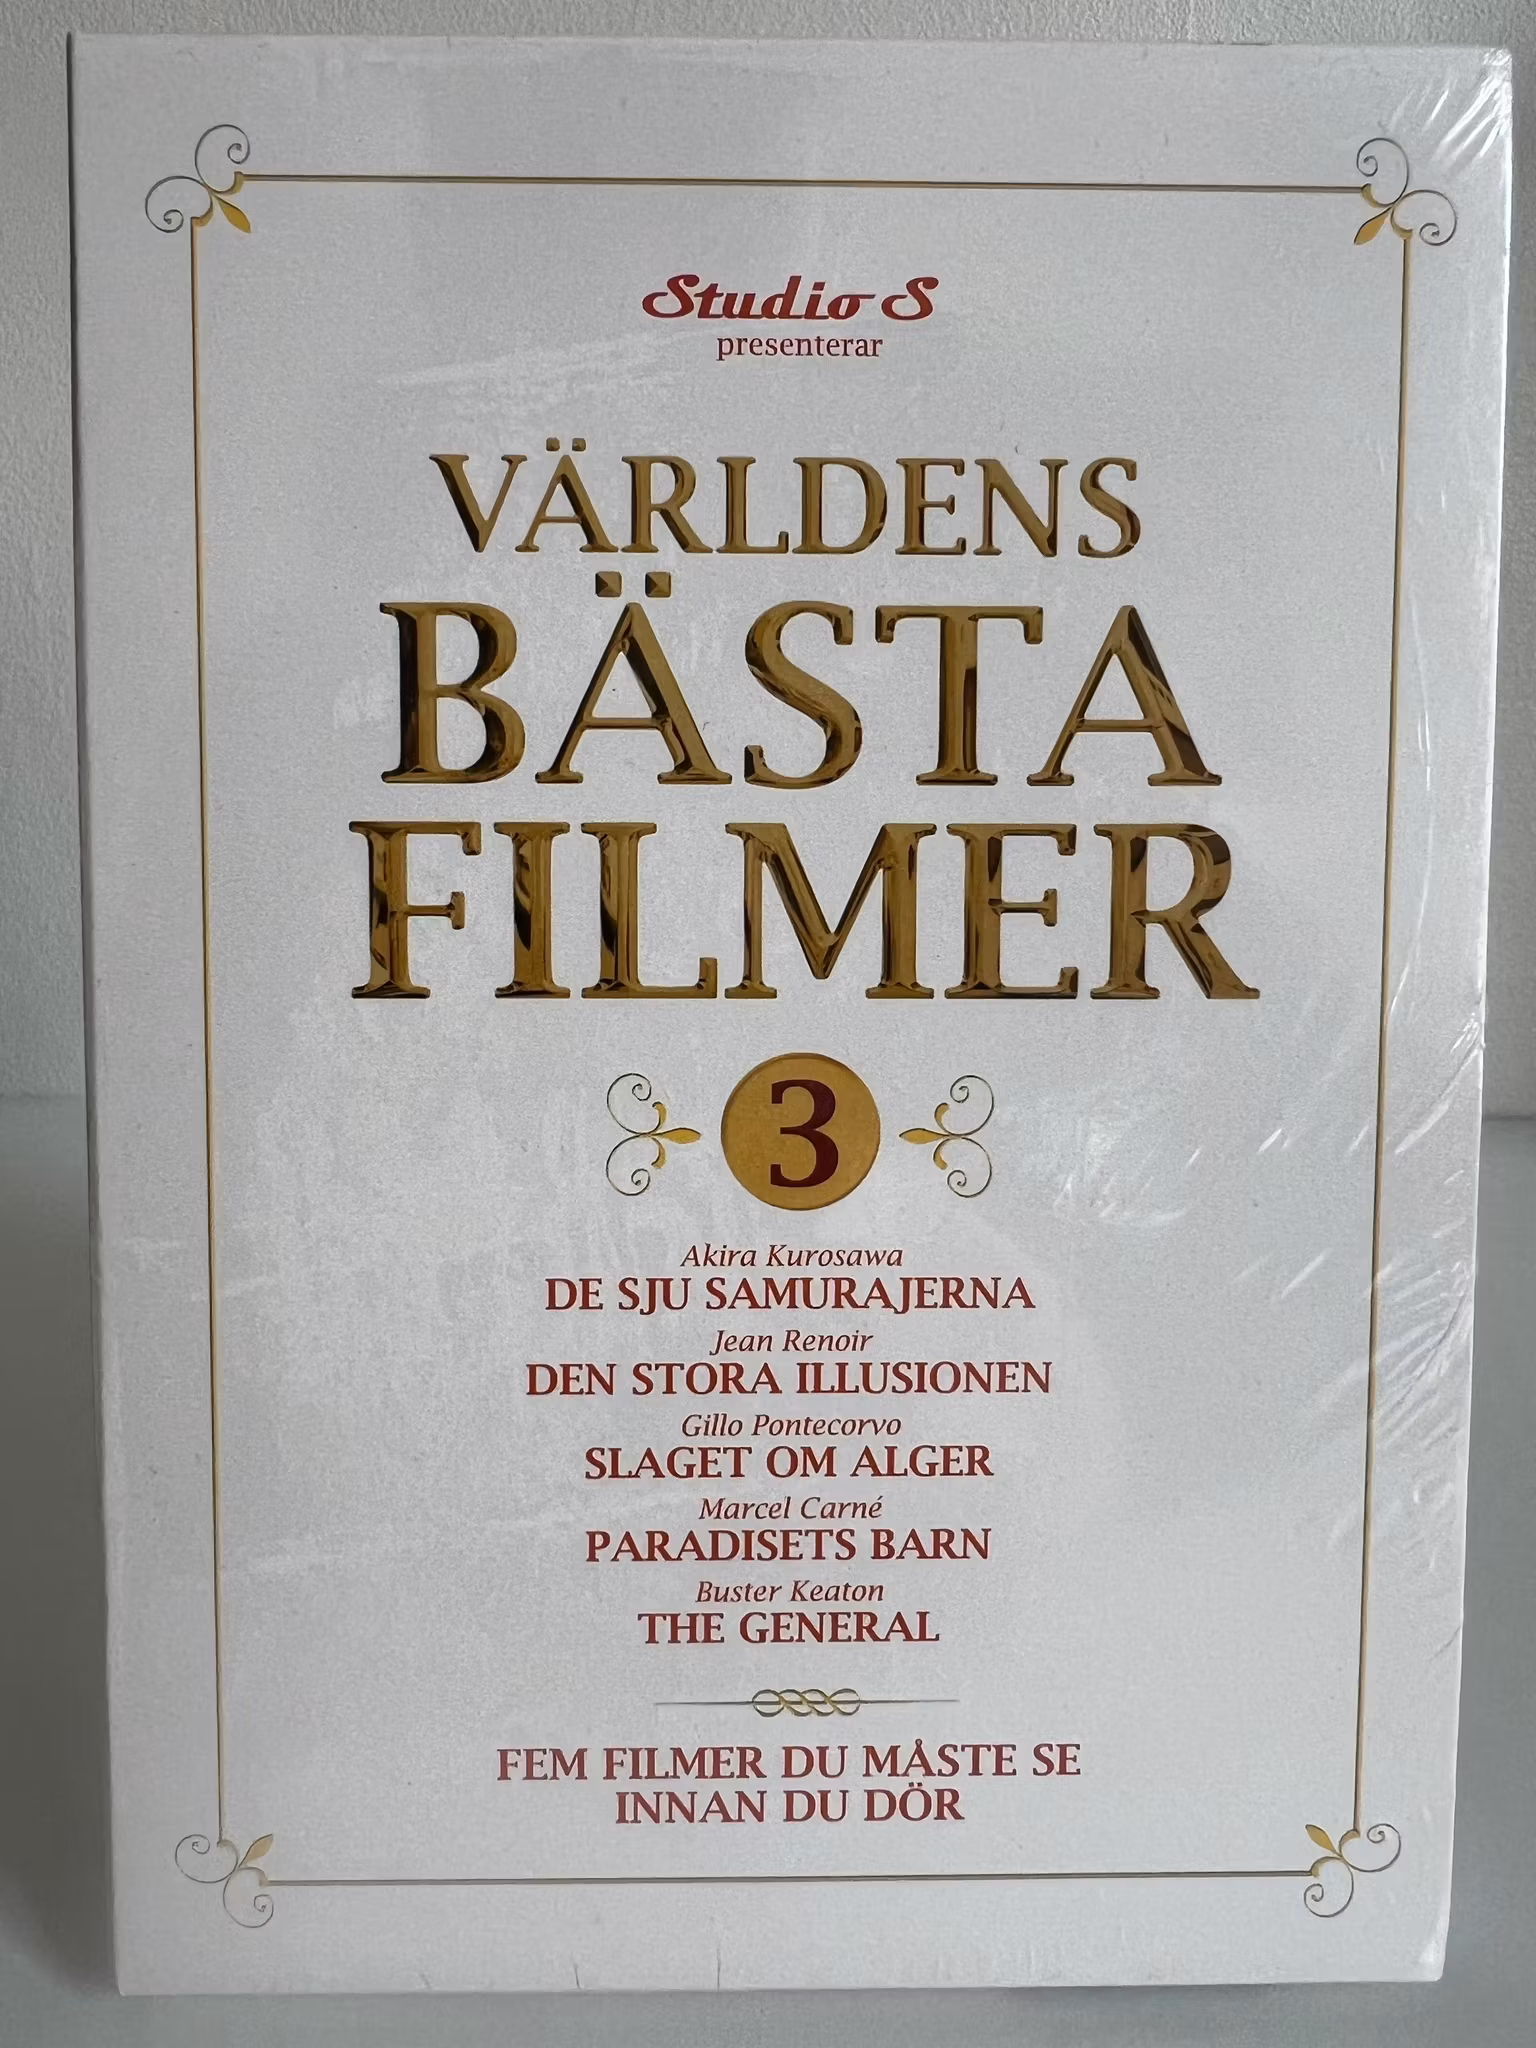 Studio S
presenterar
VÄRLDENS
BÄSTA
FILMER
3
Akira Kurosawa
DE SJU SAMURAJERNA
Jean Renoir
DEN STORA ILLUSIONEN
Gillo Pontecorvo
SLAGET OM ALGER
Marcel Carné
PARADISETS BARN
Buster Keaton
THE GENERAL
FEM FILMER DU MÅSTE SE
INNAN DU DÖR